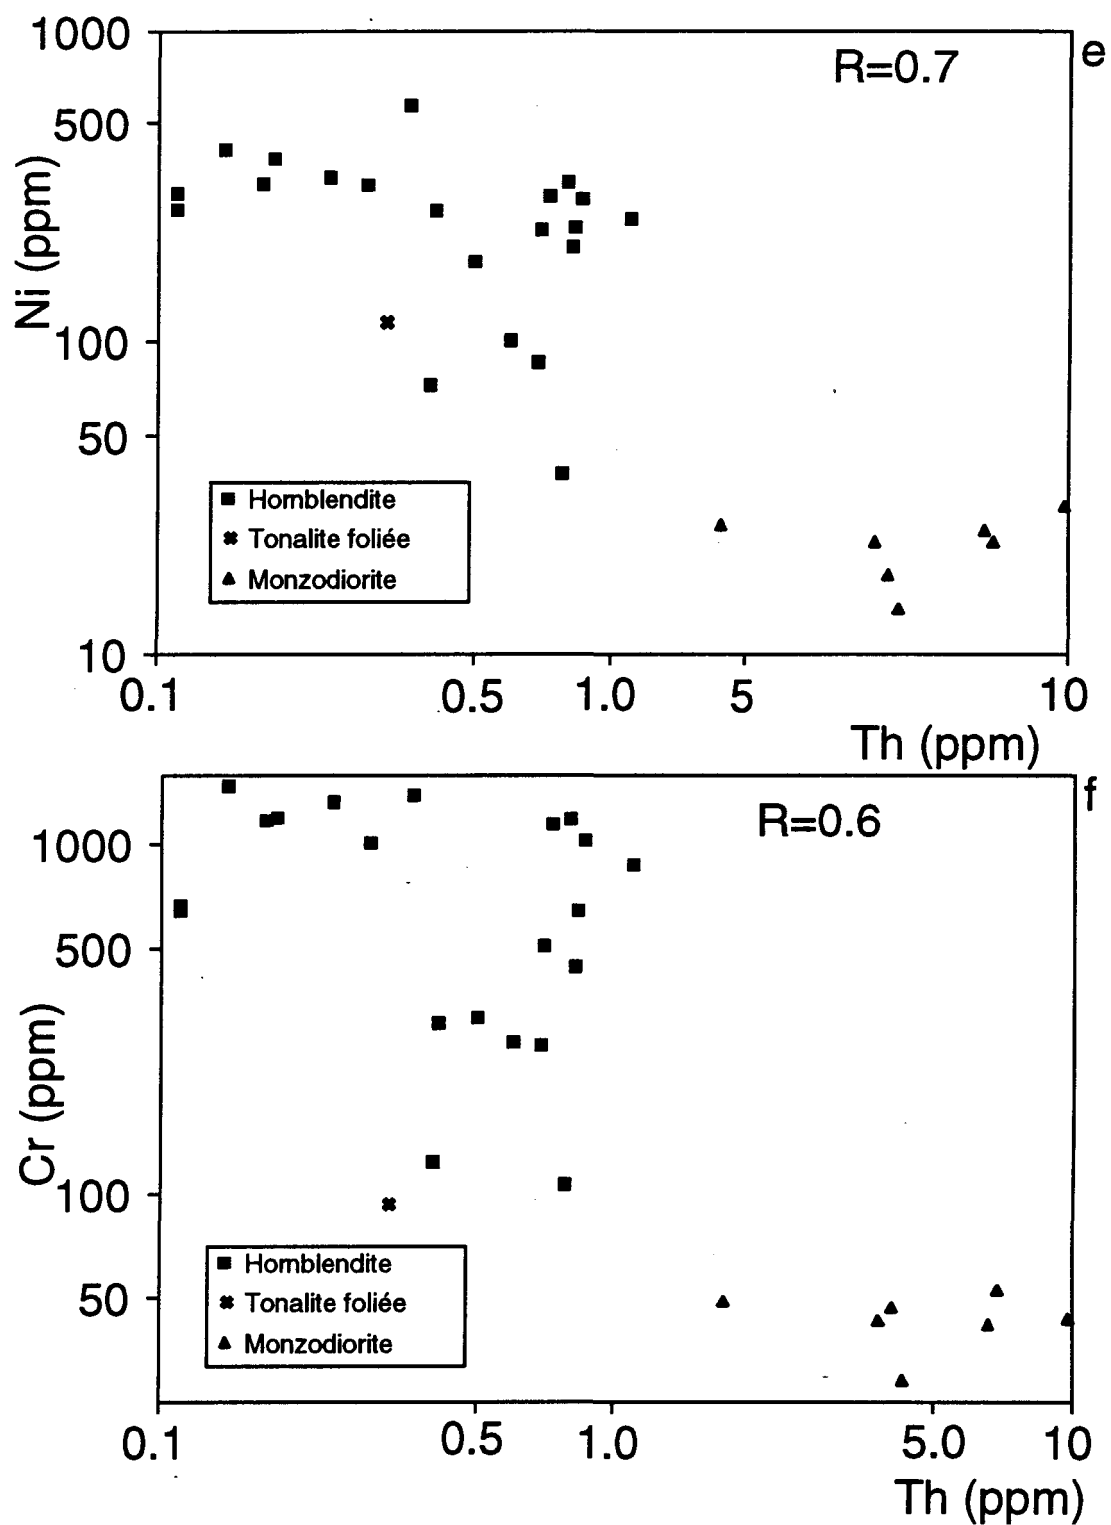 1000
e
R=0.7
500
Ni (ppm)
100
50
Hornblendite
Tonalite foliée
Monzodiorite
10
0.1 0.5 1.0 5 10
Th (ppm)
f
R=0.6
1000
500
Cr (ppm)
100
Hornblendite
50
Tonalite foliée
Monzodiorite
0.1 0.5 1.0 5.0 10
Th (ppm)